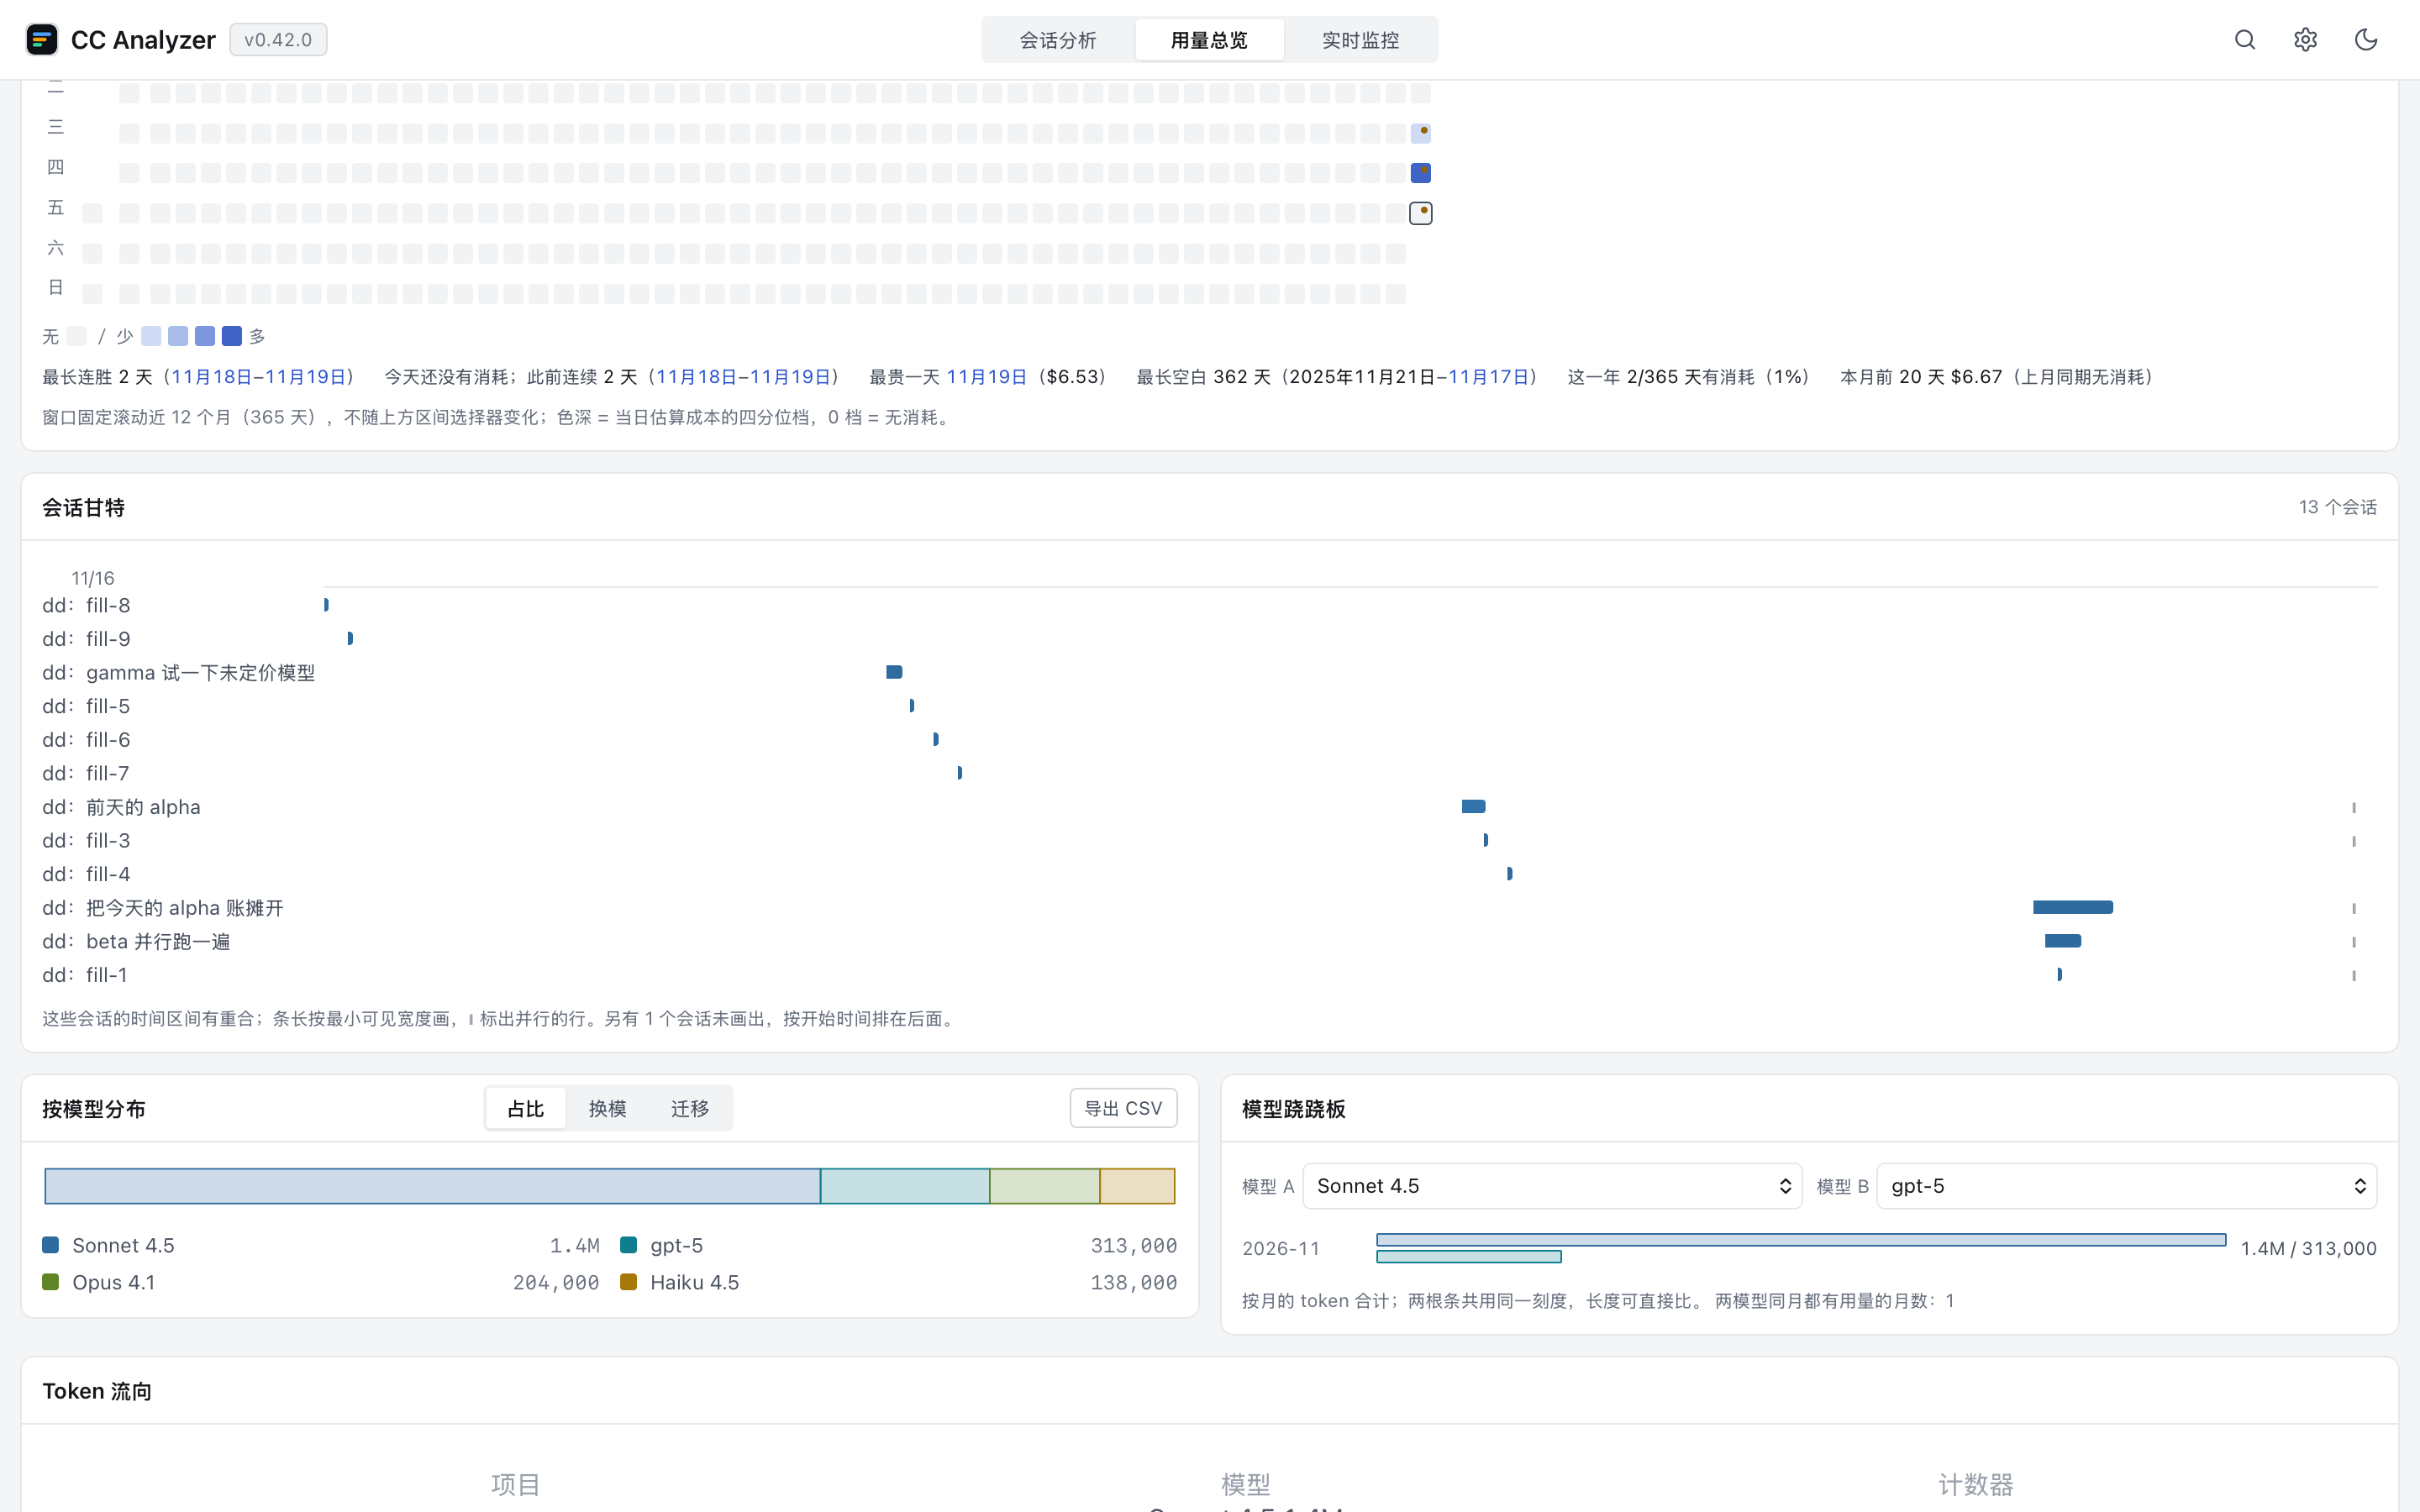 CC Analyzer v0.42.0 会话分析 用量总览 实时监控
三
四
五
六
日
无 / 少 多
最长连胜 2 天（11月18日–11月19日） 今天还没有消耗；此前连续 2 天（11月18日–11月19日） 最贵一天 11月19日（$6.53） 最长空白 362 天（2025年11月21日–11月17日） 这一年 2/365 天有消耗（1%） 本月前 20 天 $6.67（上月同期无消耗）
窗口固定滚动近 12 个月（365 天），不随上方区间选择器变化；色深 = 当日估算成本的四分位档，0 档 = 无消耗。
会话甘特 13 个会话
11/16
dd：fill-8
dd：fill-9
dd：gamma 试一下未定价模型
dd：fill-5
dd：fill-6
dd：fill-7
dd：前天的 alpha
dd：fill-3
dd：fill-4
dd：把今天的 alpha 账摊开
dd：beta 并行跑一遍
dd：fill-1
这些会话的时间区间有重合；条长按最小可见宽度画，‖ 标出并行的行。另有 1 个会话未画出，按开始时间排在后面。
按模型分布 占比 换模 迁移 导出 CSV
Sonnet 4.5 1.4M gpt-5 313,000
Opus 4.1 204,000 Haiku 4.5 138,000
模型跷跷板
模型 A Sonnet 4.5 模型 B gpt-5
2026-11 1.4M / 313,000
按月的 token 合计；两根条共用同一刻度，长度可直接比。 两模型同月都有用量的月数：1
Token 流向
项目 模型 计数器